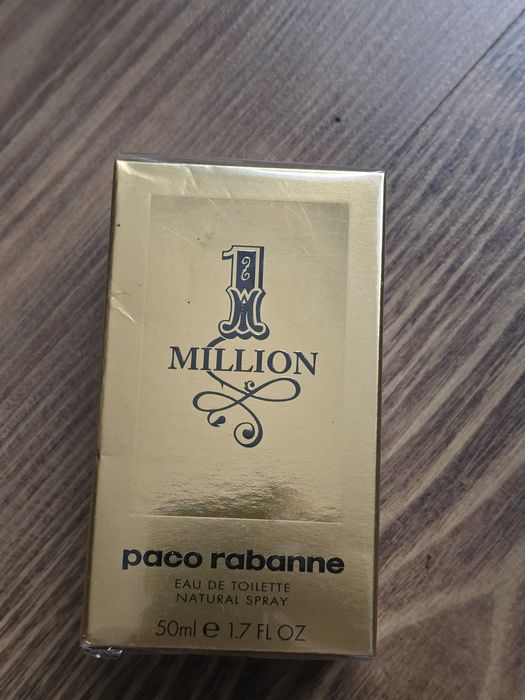 1
MILLION
paco rabanne
EAU DE TOILETTE
NATURAL SPRAY
50ml e 1.7 FL OZ